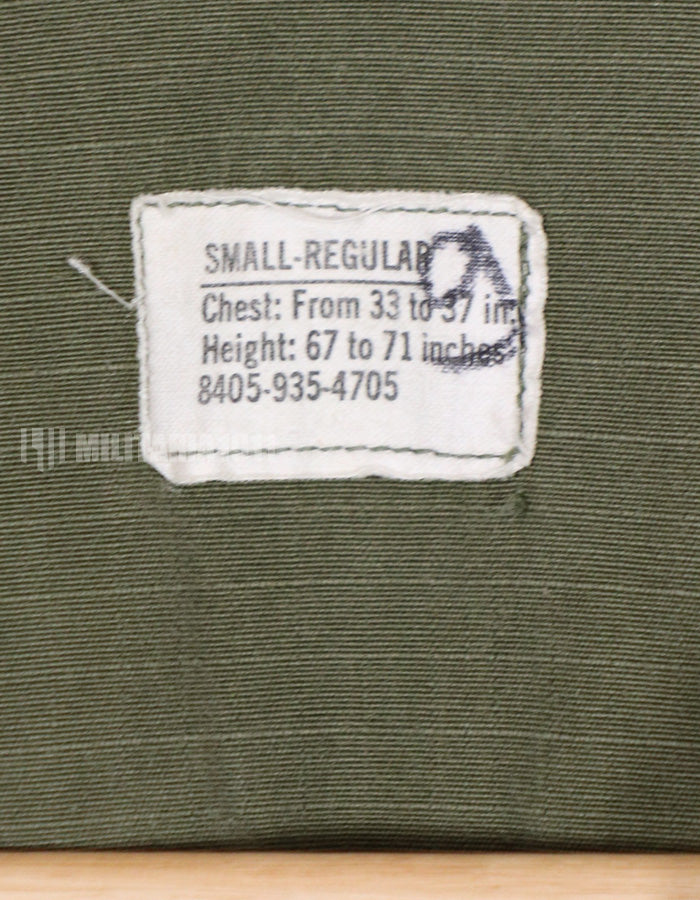 SMALL-REGULAR
Chest: From 33 to 37 in.
Height: 67 to 71 inches
8405-935-4705